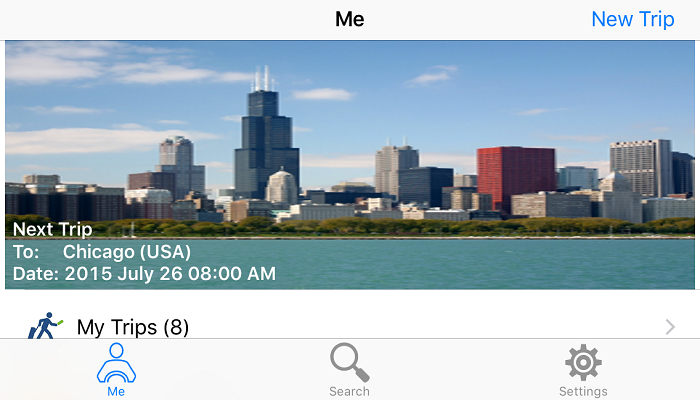 Me
New Trip
Next Trip
To: Chicago (USA)
Date: 2015 July 26 08:00 AM
My Trips (8)
Me
Search
Settings